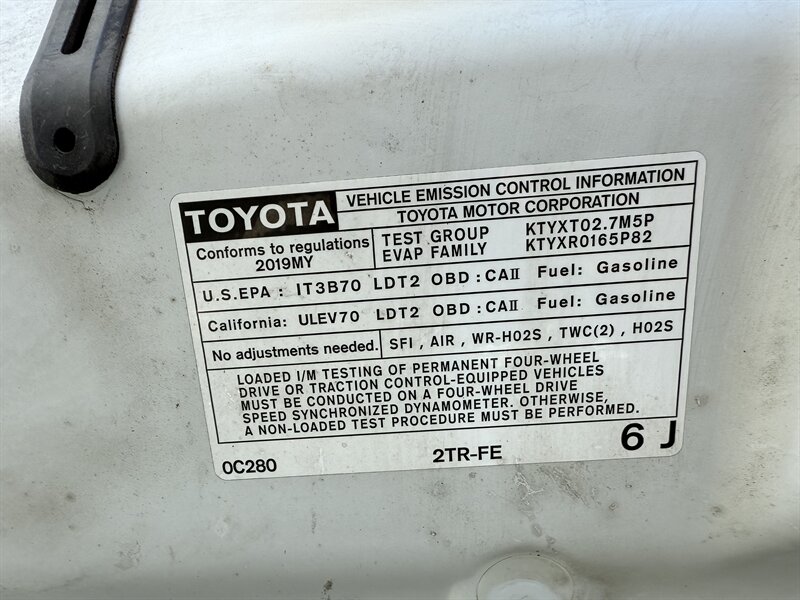 TOYOTA
VEHICLE EMISSION CONTROL INFORMATION
TOYOTA MOTOR CORPORATION
Conforms to regulations
2019MY
TEST GROUP KTYXT02.7M5P
EVAP FAMILY KTYXR0165P82
U.S.EPA : IT3B70 LDT2 OBD : CAII Fuel: Gasoline
California: ULEV70 LDT2 OBD : CAII Fuel: Gasoline
No adjustments needed.
SFI , AIR , WR-HO2S , TWC(2) , HO2S
LOADED I/M TESTING OF PERMANENT FOUR-WHEEL
DRIVE OR TRACTION CONTROL-EQUIPPED VEHICLES
MUST BE CONDUCTED ON A FOUR-WHEEL DRIVE
SPEED SYNCHRONIZED DYNAMOMETER. OTHERWISE,
A NON-LOADED TEST PROCEDURE MUST BE PERFORMED.
0C280
2TR-FE
6 J